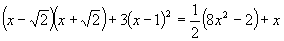 (x − √2)(x + √2) + 3(x − 1)² = 1/2 (8x² − 2) + x